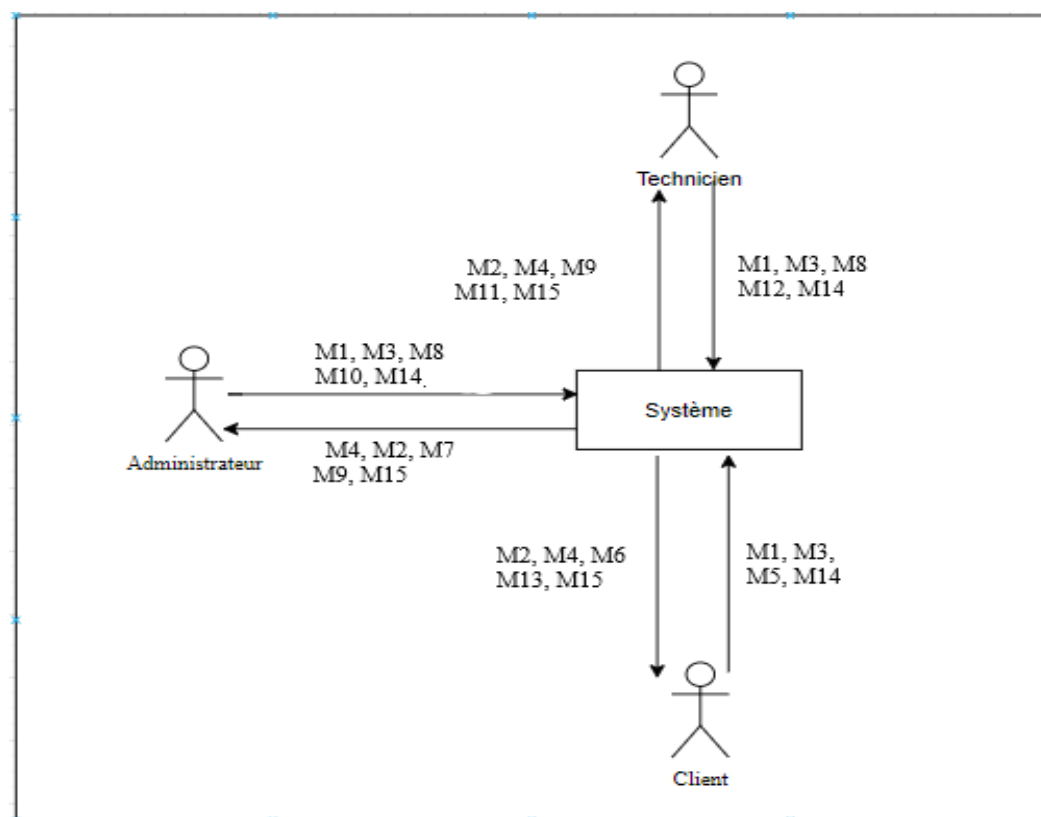 Technicien
M2, M4, M9
M11, M15
M1, M3, M8
M12, M14
M1, M3, M8
M10, M14.
Système
Administrateur
M4, M2, M7
M9, M15
M2, M4, M6
M13, M15
M1, M3,
M5, M14
Client